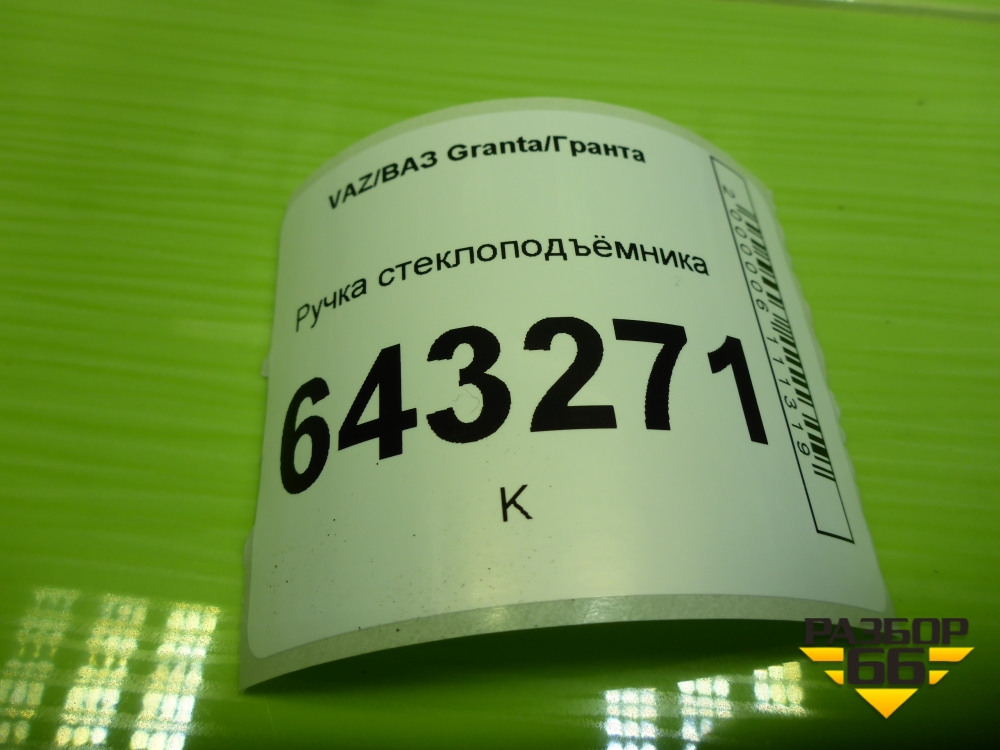 VAZ/ВАЗ Granta/Гранта
Ручка стеклоподъёмника
643271
К
2000006111319
РАЗБОР
66